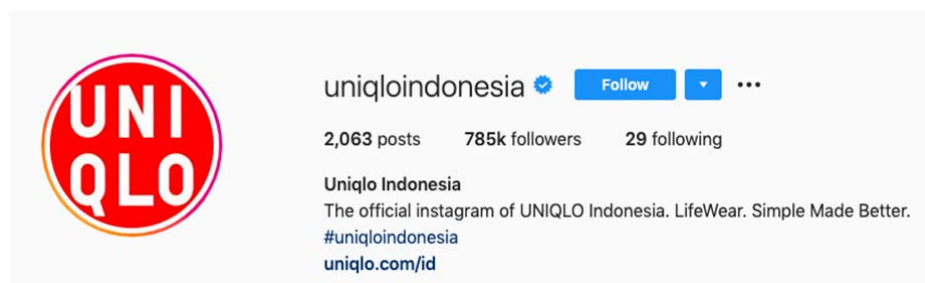 UNI
QLO
uniqloindonesia Follow
2,063 posts 785k followers 29 following
Uniqlo Indonesia
The official instagram of UNIQLO Indonesia. LifeWear. Simple Made Better.
#uniqloindonesia
uniqlo.com/id